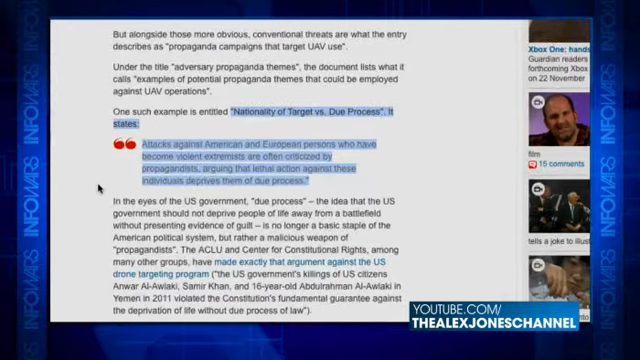 But alongside those more obvious, conventional threats are what the entry
describes as "propaganda campaigns that target UAV use".
Under the title "adversary propaganda themes", the document lists what it
calls "examples of potential propaganda themes that could be employed
against UAV operations".
One such example is entitled "Nationality of Target vs. Due Process". It
states:
Attacks against American and European persons who have
become violent extremists are often criticized by
propagandists, arguing that lethal action against these
individuals deprives them of due process."
In the eyes of the US government, "due process" – the idea that the US
government should not deprive people of life away from a battlefield
without presenting evidence of guilt – is no longer a basic staple of the
American political system, but rather a malicious weapon of
"propagandists". The ACLU and Center for Constitutional Rights, among
many other groups, have made exactly that argument against the US
drone targeting program ("the US government's killings of US citizens
Anwar Al-Awlaki, Samir Khan, and 16-year-old Abdulrahman Al-Awlaki in
Yemen in 2011 violated the Constitution's fundamental guarantee against
the deprivation of life without due process of law").
Xbox One: hands
Guardian readers
forthcoming Xbox
on 22 November
film
15 comments
tells a joke to illust
INFOWARS
INFOWARS
INFOWARS
INFOWARS
YOUTUBE.COM/
THEALEXJONESCHANNEL